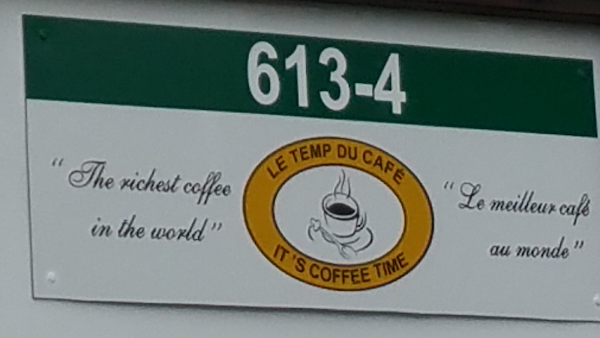 613-4
“ The richest coffee
in the world ”
LE TEMP DU CAFÉ
IT 'S COFFEE TIME
“ Le meilleur café
au monde ”